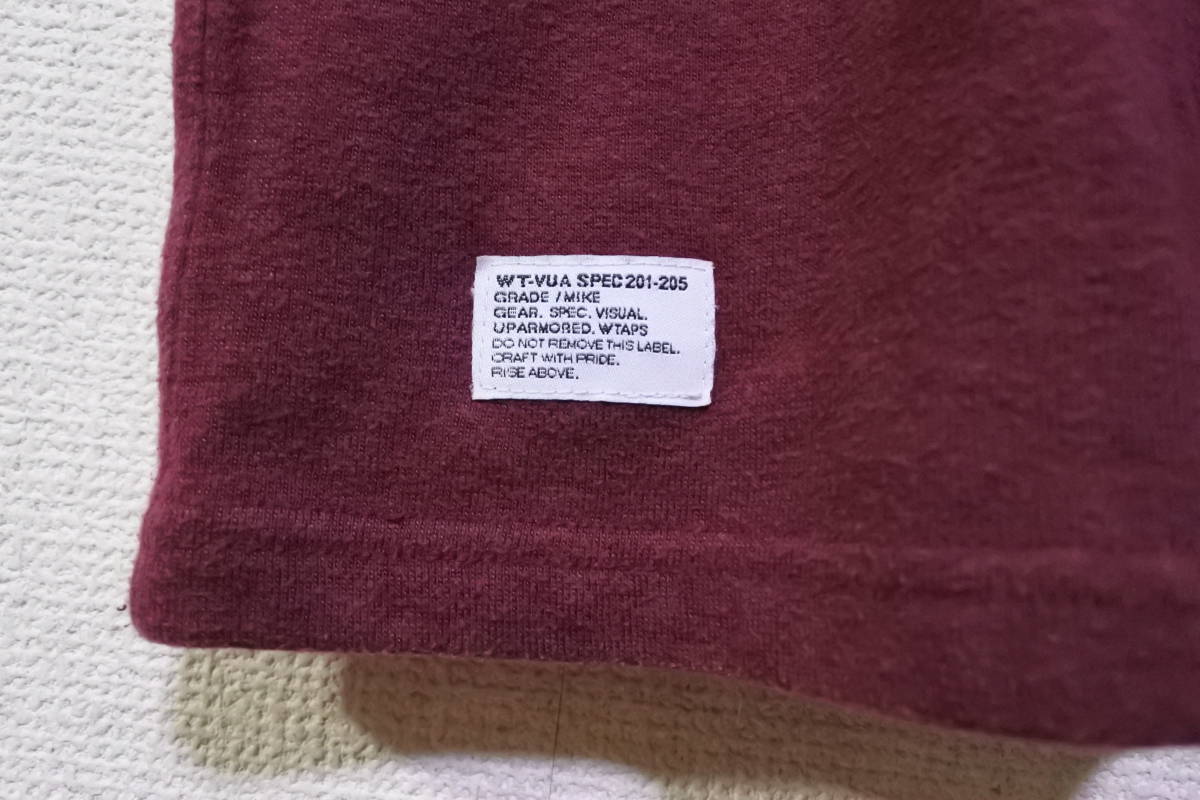 WT-VUA SPEC 201-205
GRADE / MIKE
GEAR. SPEC. VISUAL.
UPARMORED. WTAPS
DO NOT REMOVE THIS LABEL.
CRAFT WITH PRIDE.
RISE ABOVE.